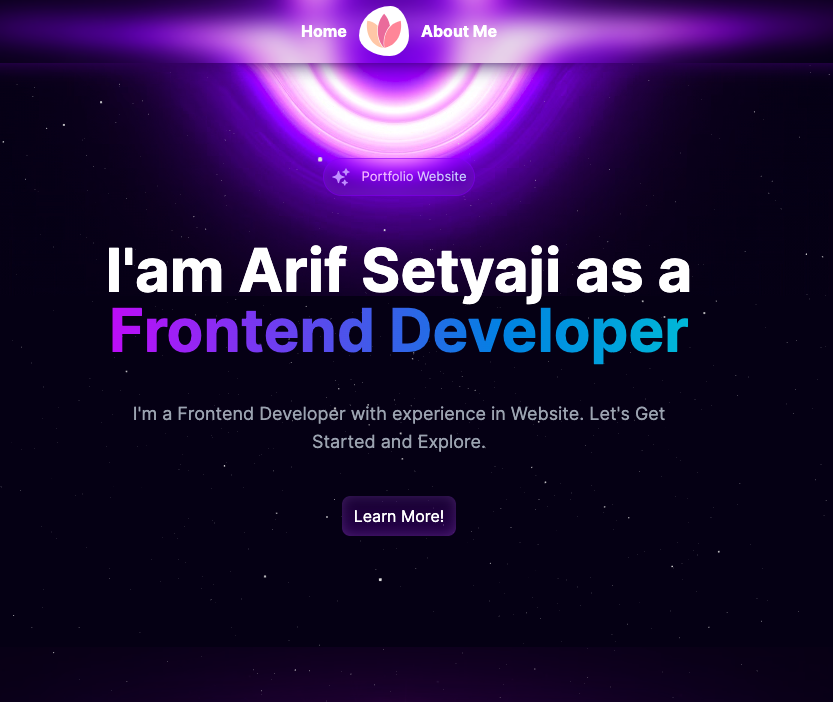 Home
About Me
Portfolio Website
I'am Arif Setyaji as a
Frontend Developer
I'm a Frontend Developer with experience in Website. Let's Get
Started and Explore.
Learn More!